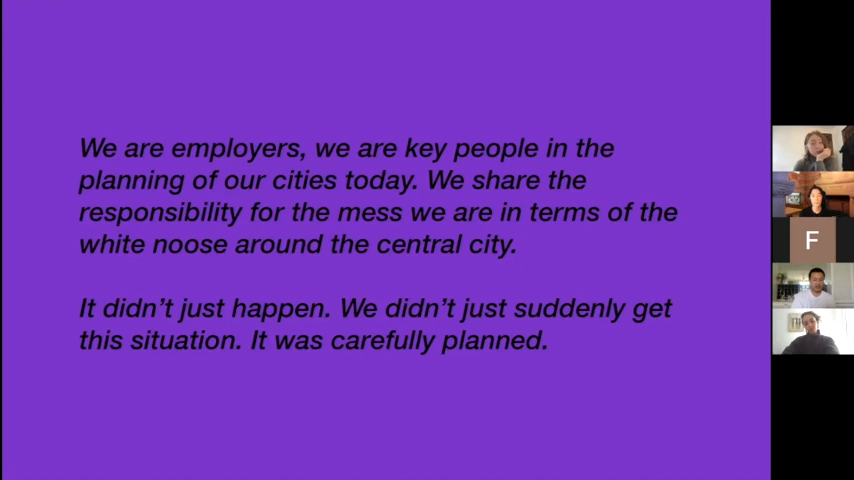 We are employers, we are key people in the
planning of our cities today. We share the
responsibility for the mess we are in terms of the
white noose around the central city.
It didn’t just happen. We didn’t just suddenly get
this situation. It was carefully planned.
F